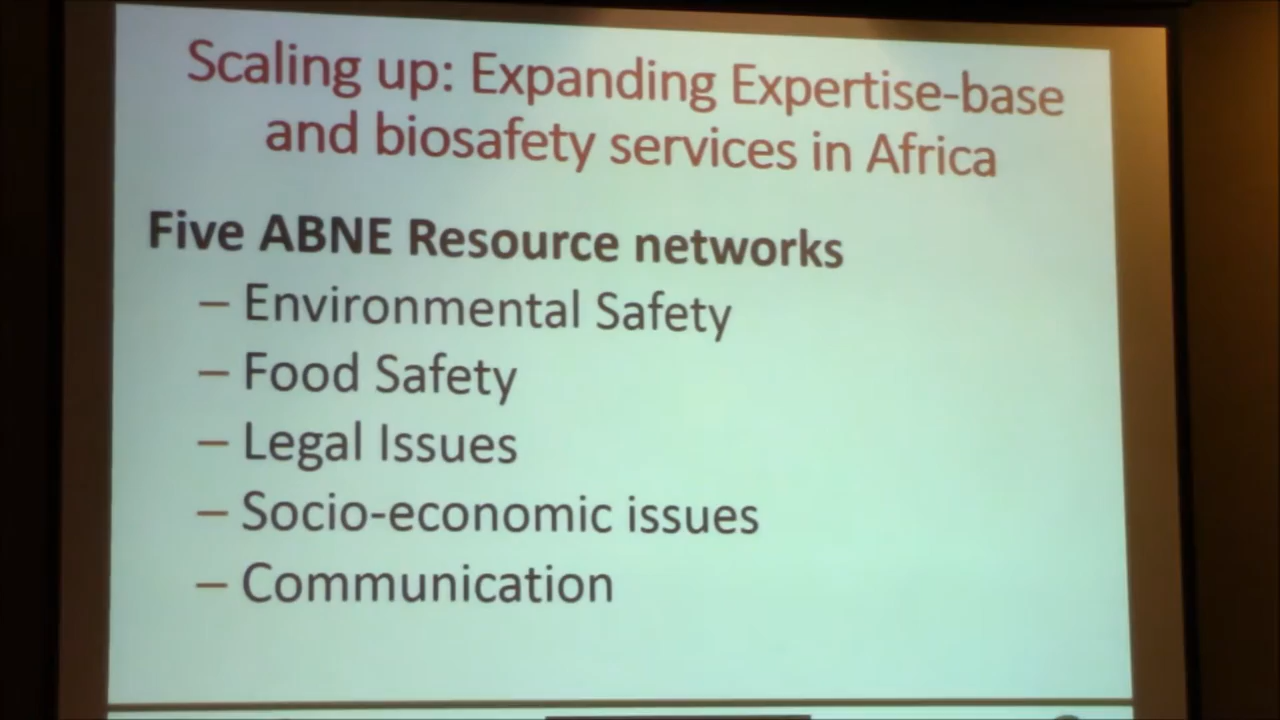 Scaling up: Expanding Expertise-base
and biosafety services in Africa
Five ABNE Resource networks
– Environmental Safety
– Food Safety
– Legal Issues
– Socio-economic issues
– Communication